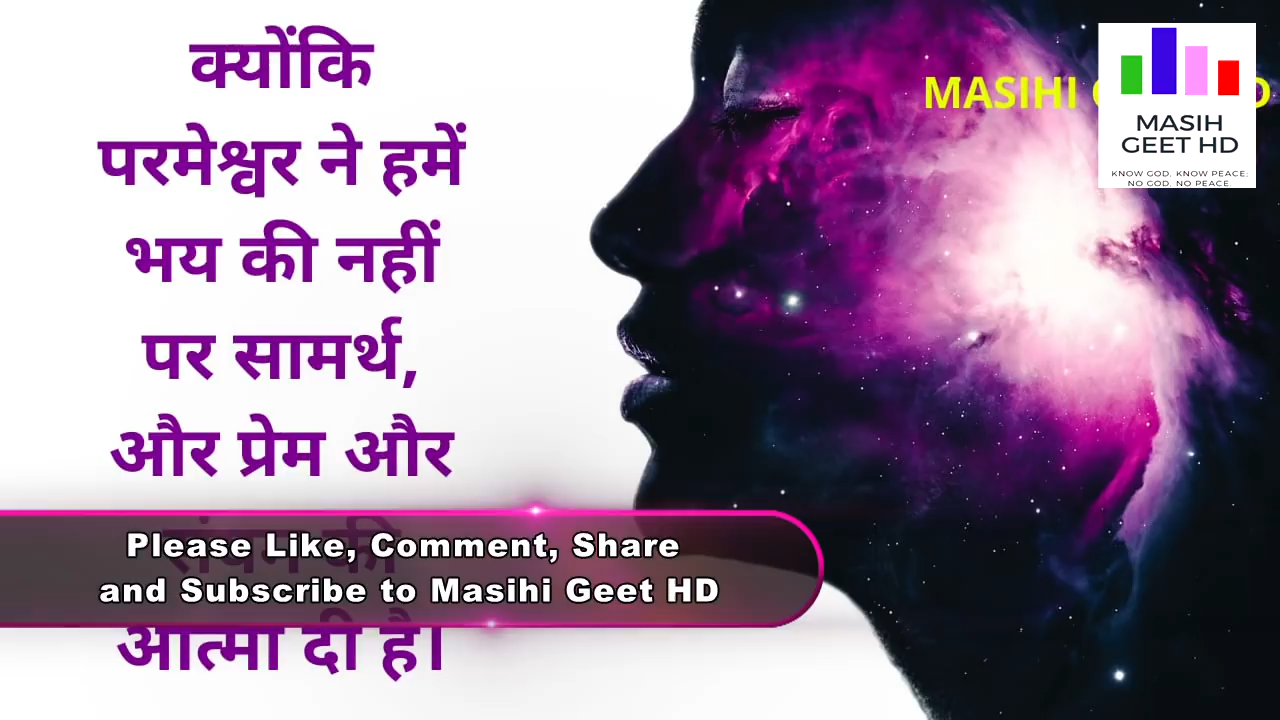 क्योंकि
परमेश्वर ने हमें
भय की नहीं
पर सामर्थ,
और प्रेम और
संयम की
आत्मा दी है।
Please Like, Comment, Share
and Subscribe to Masihi Geet HD
MASIHI
MASIH
GEET HD
KNOW GOD, KNOW PEACE;
NO GOD, NO PEACE.